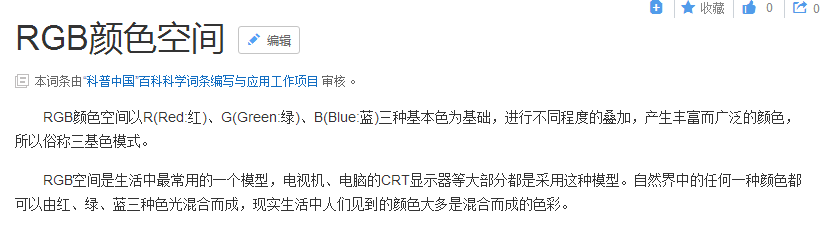 收藏 0 0
RGB颜色空间 编辑
本词条由“科普中国”百科科学词条编写与应用工作项目 审核 。
RGB颜色空间以R(Red:红)、G(Green:绿)、B(Blue:蓝)三种基本色为基础，进行不同程度的叠加，产生丰富而广泛的颜色，
所以俗称三基色模式。
RGB空间是生活中最常用的一个模型，电视机、电脑的CRT显示器等大部分都是采用这种模型。自然界中的任何一种颜色都
可以由红、绿、蓝三种色光混合而成，现实生活中人们见到的颜色大多是混合而成的色彩。